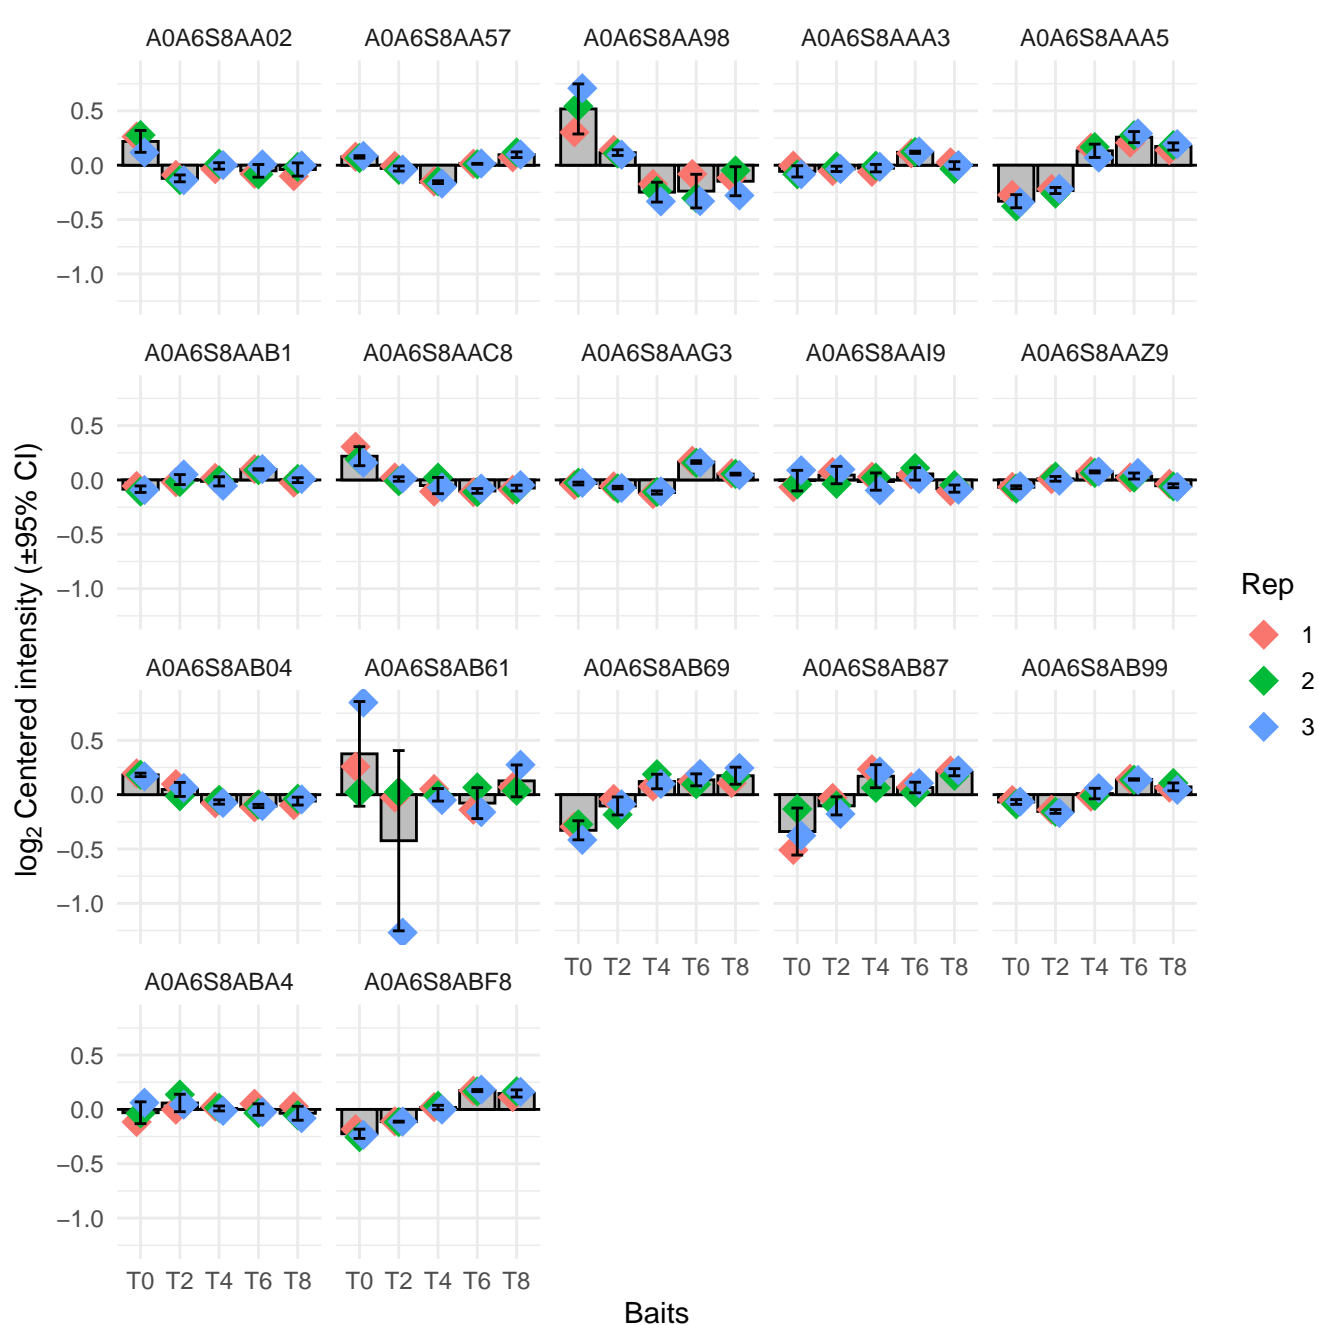 A0A6S8AA02 A0A6S8AA57 A0A6S8AA98 A0A6S8AAA3 A0A6S8AAA5
0.5
0.0
−0.5
−1.0
A0A6S8AAB1 A0A6S8AAC8 A0A6S8AAG3 A0A6S8AAI9 A0A6S8AAZ9
0.5
0.0
−0.5
−1.0
A0A6S8AB04 A0A6S8AB61 A0A6S8AB69 A0A6S8AB87 A0A6S8AB99
0.5
0.0
−0.5
−1.0
T0 T2 T4 T6 T8 T0 T2 T4 T6 T8 T0 T2 T4 T6 T8
A0A6S8ABA4 A0A6S8ABF8
0.5
0.0
−0.5
−1.0
T0 T2 T4 T6 T8 T0 T2 T4 T6 T8
Baits
log₂ Centered intensity (±95% CI)
Rep
1
2
3